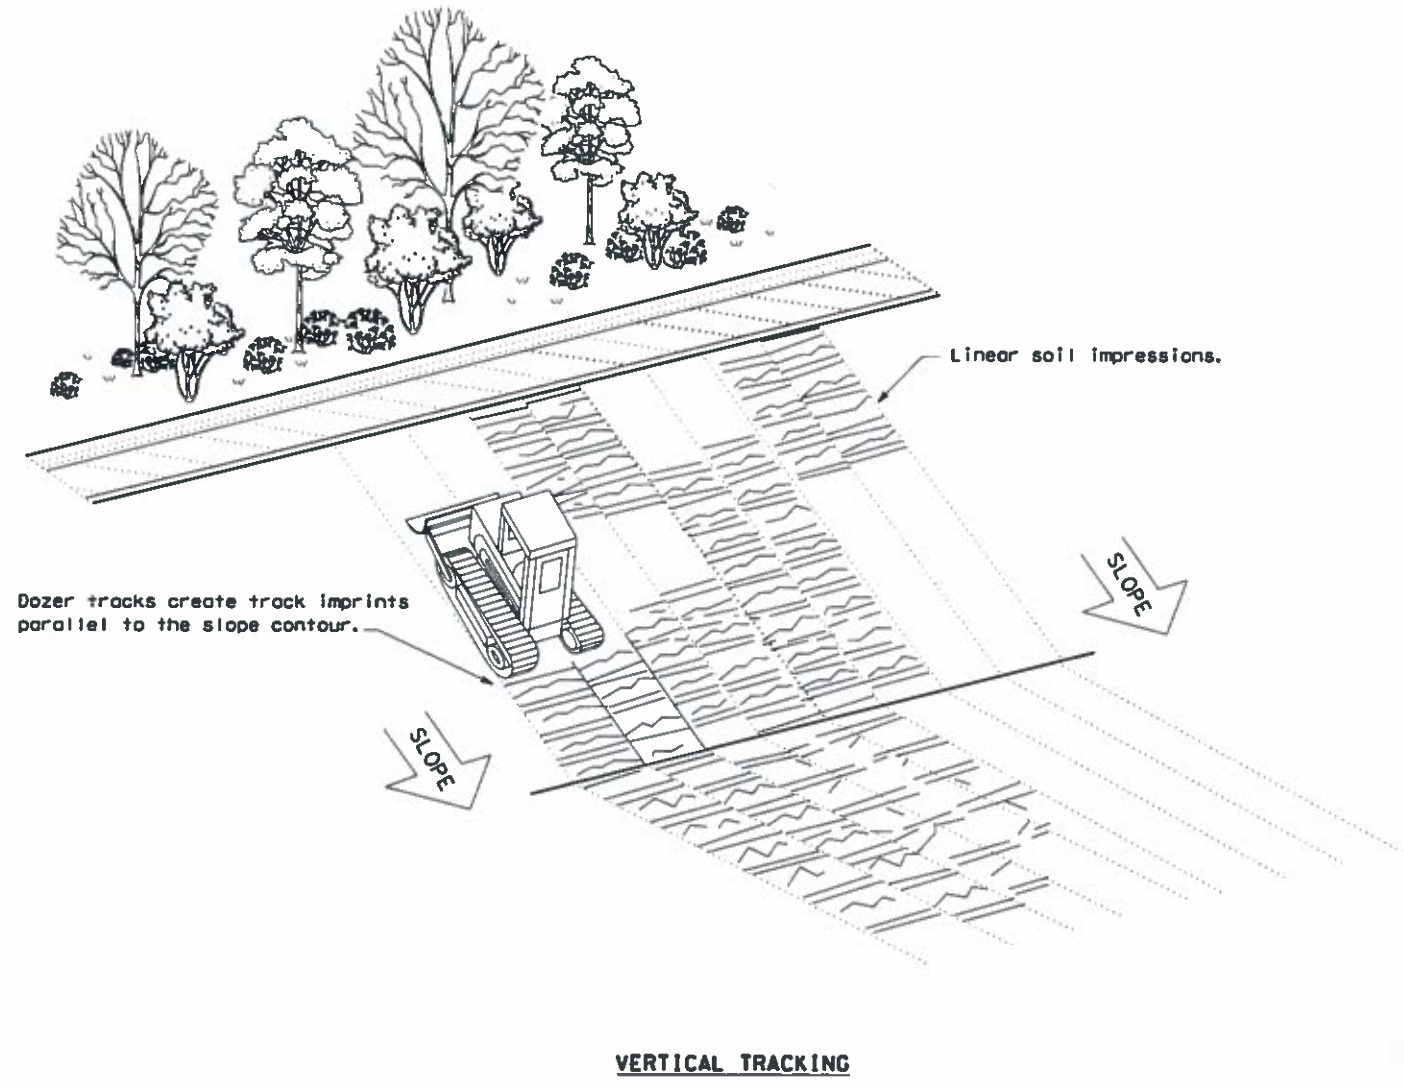 Linear soil impressions.
SLOPE
Dozer tracks create track imprints
parallel to the slope contour.
SLOPE
VERTICAL TRACKING